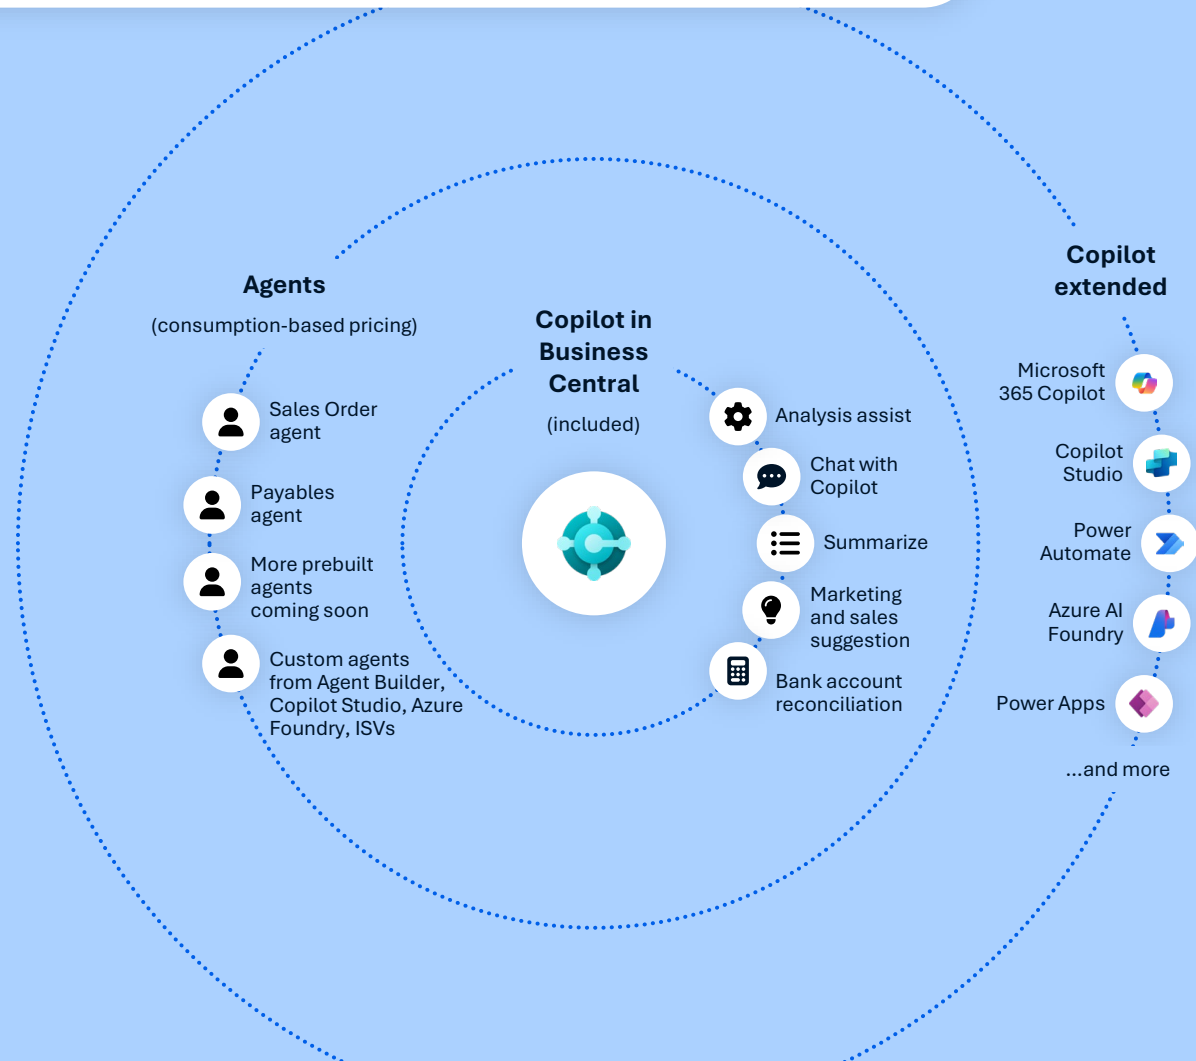 Agents
(consumption-based pricing)
Sales Order
agent
Payables
agent
More prebuilt
agents
coming soon
Custom agents
from Agent Builder,
Copilot Studio, Azure
Foundry, ISVs
Copilot in
Business
Central
(included)
Analysis assist
Chat with
Copilot
Summarize
Marketing
and sales
suggestion
Bank account
reconciliation
Copilot
extended
Microsoft
365 Copilot
Copilot
Studio
Power
Automate
Azure AI
Foundry
Power Apps
...and more